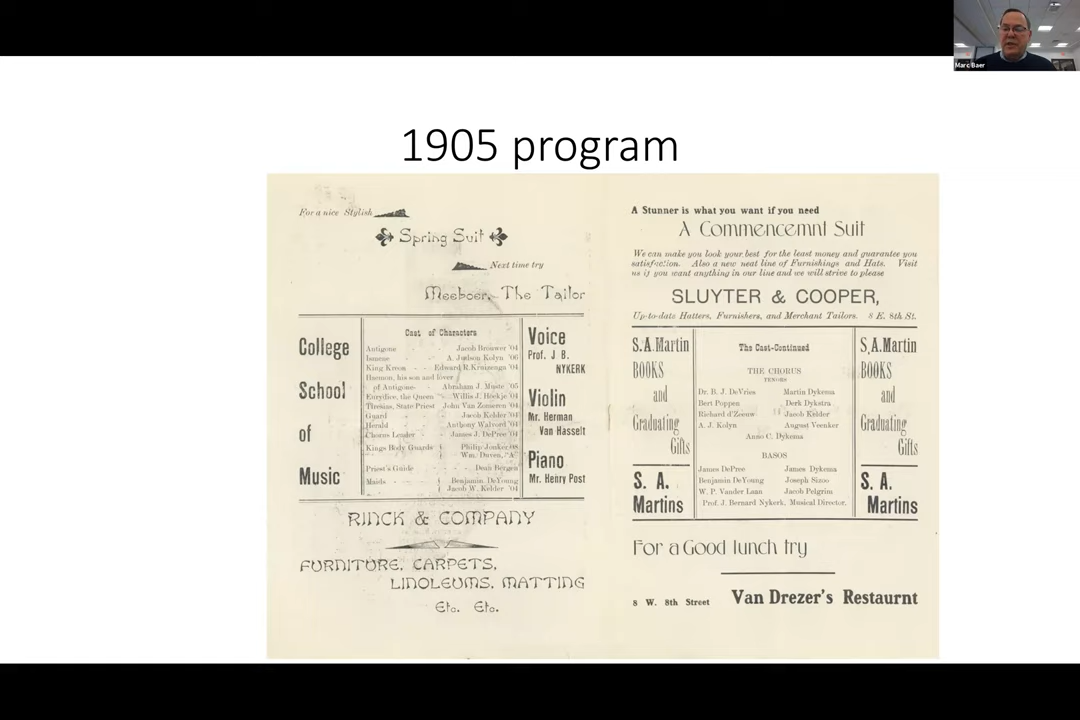 Marc Baer
1905 program
For a nice Stylish
Spring Suit
Next time try
Meeboer, The Tailor
College
School
of
Music
Cast of Characters
Antigone Jacob Brouwer '04
Ismene A. Judson Kolyn '06
King Kreon Edward R. Kruizenga '04
Haemon, his son and lover
of Antigone Abraham J. Muste '05
Eurydice, the Queen Willis J. Hoekje '04
Tiresias, State Priest John Van Zomeren '04
Guard Jacob Kelder '04
Herald Anthony Walvord '04
Chorus Leader James J. DePree '04
Kings Body Guards Philip Jonker '08
Wm. Duven, "A"
Priest's Guide Dean Bergen
Maids Benjamin DeYoung
Jacob W. Kelder '04
Voice
Prof. J B.
NYKERK
Violin
Mr. Herman
Van Hasselt
Piano
Mr. Henry Post
RINCK & COMPANY
FURNITURE, CARPETS,
LINOLEUMS, MATTING
Etc. Etc.
A Stunner is what you want if you need
A Commencemnt Suit
We can make you look your best for the least money and guarantee you
satisfaction. Also a new neat line of Furnishings and Hats. Visit
us if you want anything in our line and we will strive to please
SLUYTER & COOPER,
Up-to-date Hatters, Furnishers, and Merchant Tailors. 8 E. 8th St.
S.A. Martin
BOOKS
and
Graduating
Gifts
S. A.
Martins
The Cast-Continued
THE CHORUS
TENORS
Dr. B. J. DeVries Martin Dykema
Bert Poppen Derk Dykstra
Richard d'Zeeuw Jacob Kelder
A. J. Kolyn August Veenker
Anno C. Dykema
BASOS
James DePree James Dykema
Benjamin DeYoung Joseph Sizoo
W. P. Vander Laan Jacob Pelgrim
Prof. J. Bernard Nykerk, Musical Director.
S.A.Martin
BOOKS
and
Graduating
Gifts
S. A.
Martins
For a Good lunch try
8 W. 8th Street Van Drezer's Restaurnt